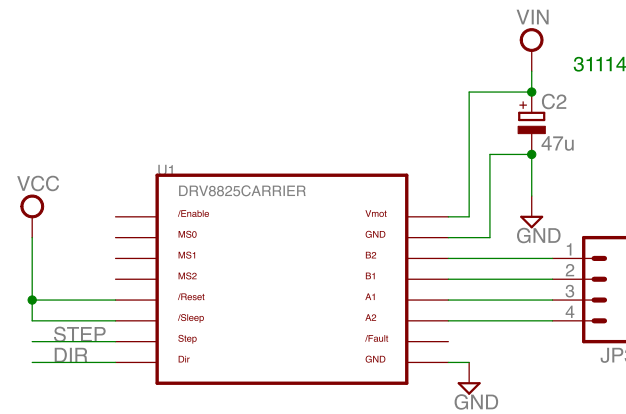 VIN
31114
+ C2
47u
GND
U1
DRV8825CARRIER
VCC
/Enable
MS0
MS1
MS2
/Reset
/Sleep
Step
Dir
Vmot
GND
B2
B1
A1
A2
/Fault
GND
STEP
DIR
1
2
3
4
JP
GND